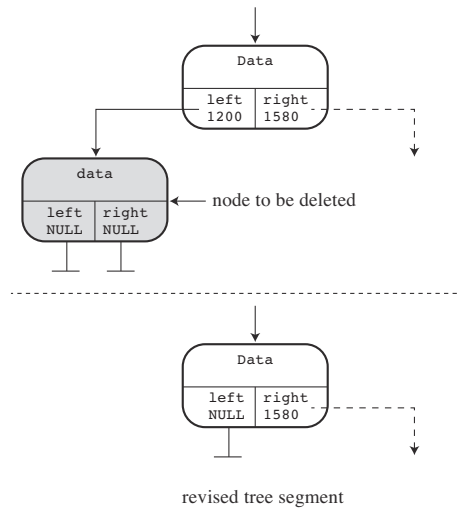 Data
left right
1200 1580
data
node to be deleted
left right
NULL NULL
Data
left right
NULL 1580
revised tree segment